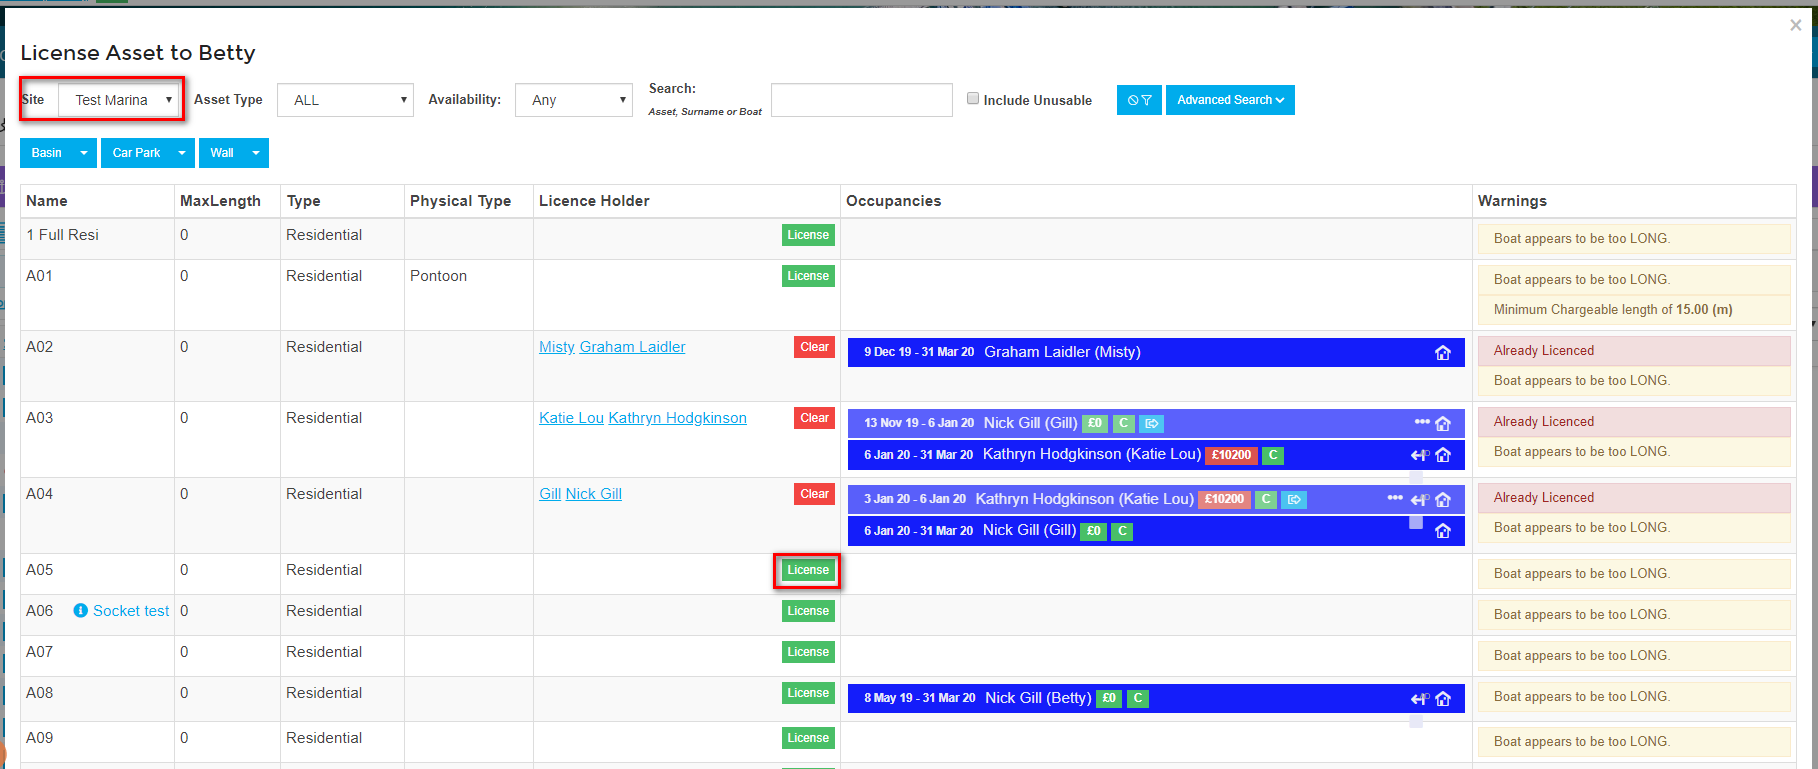 ×
License Asset to Betty
Site Test Marina Asset Type ALL Availability: Any Search: Include Unusable Advanced Search
Asset, Surname or Boat
Basin Car Park Wall
Name MaxLength Type Physical Type Licence Holder Occupancies Warnings
1 Full Resi 0 Residential License Boat appears to be too LONG.
A01 0 Residential Pontoon License Boat appears to be too LONG.
Minimum Chargeable length of 15.00 (m)
A02 0 Residential Misty Graham Laidler Clear 9 Dec 19 - 31 Mar 20 Graham Laidler (Misty) Already Licenced
Boat appears to be too LONG.
A03 0 Residential Katie Lou Kathryn Hodgkinson Clear 13 Nov 19 - 6 Jan 20 Nick Gill (Gill) £0 C Already Licenced
6 Jan 20 - 31 Mar 20 Kathryn Hodgkinson (Katie Lou) £10200 C Boat appears to be too LONG.
A04 0 Residential Gill Nick Gill Clear 3 Jan 20 - 6 Jan 20 Kathryn Hodgkinson (Katie Lou) £10200 C Already Licenced
6 Jan 20 - 31 Mar 20 Nick Gill (Gill) £0 C Boat appears to be too LONG.
A05 0 Residential License Boat appears to be too LONG.
A06 Socket test 0 Residential License Boat appears to be too LONG.
A07 0 Residential License Boat appears to be too LONG.
A08 0 Residential License 8 May 19 - 31 Mar 20 Nick Gill (Betty) £0 C Boat appears to be too LONG.
A09 0 Residential License Boat appears to be too LONG.